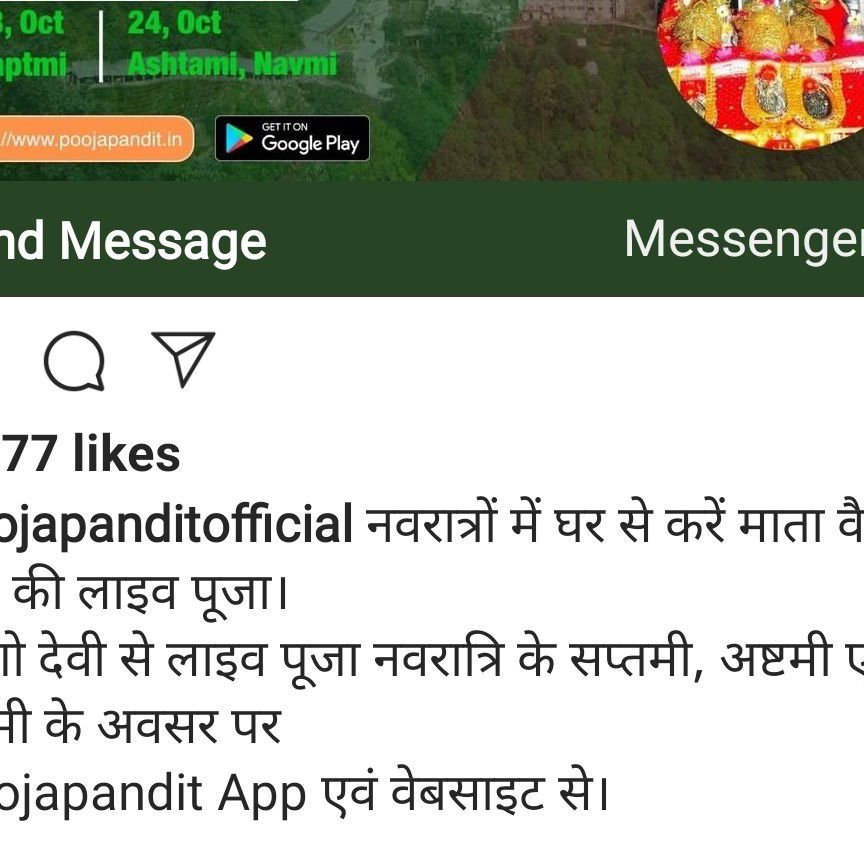 , Oct
24, Oct
ptmi
Ashtami, Navmi
//www.poojapandit.in
GET IT ON
Google Play
nd Message
Messenger
77 likes
ojapanditofficial नवरात्रों में घर से करें माता वै
की लाइव पूजा।
देवी से लाइव पूजा नवरात्रि के सप्तमी, अष्टमी ए
मी के अवसर पर
ojapandit App एवं वेबसाइट से।